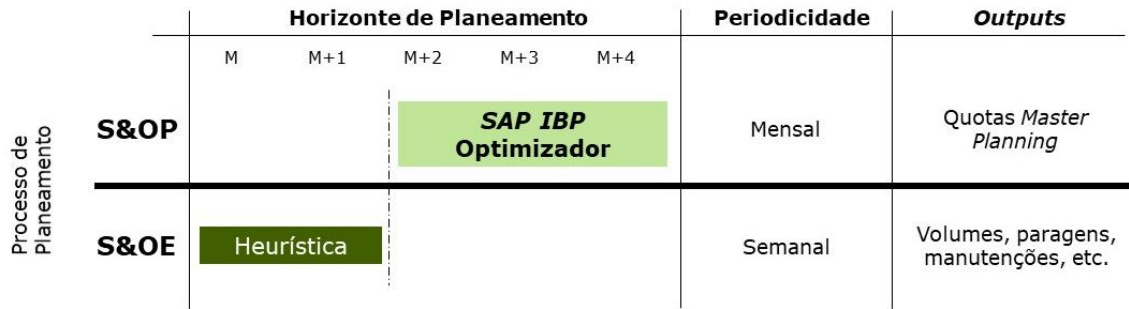 Horizonte de Planeamento
Periodicidade
Outputs
M
M+1
M+2
M+3
M+4
Processo de
Planeamento
S&OP
SAP IBP
Optimizador
Mensal
Quotas Master
Planning
S&OE
Heurística
Semanal
Volumes, paragens,
manutenções, etc.